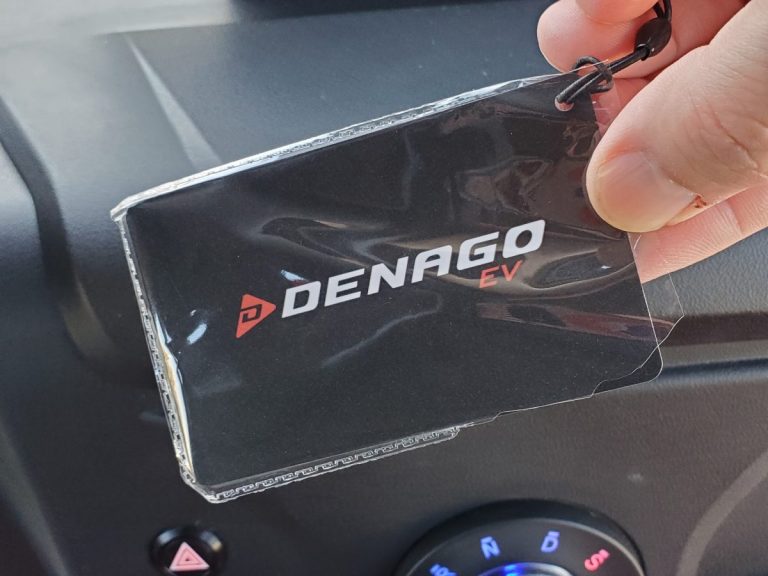 D DENAGO
EV
R N D S